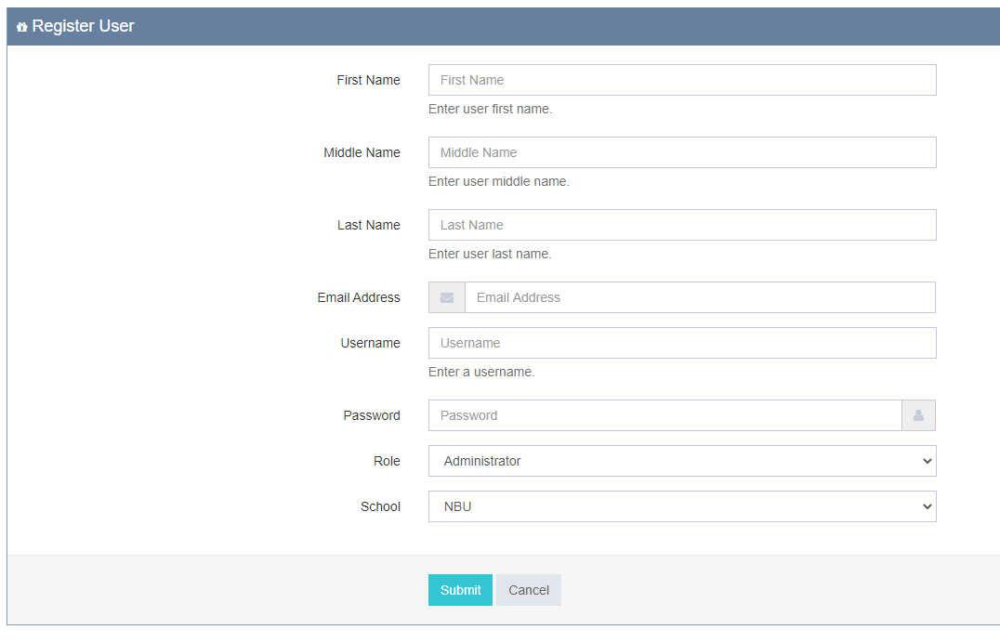 Register User
First Name First Name
Enter user first name.
Middle Name Middle Name
Enter user middle name.
Last Name Last Name
Enter user last name.
Email Address Email Address
Username Username
Enter a username.
Password Password
Role Administrator
School NBU
Submit Cancel